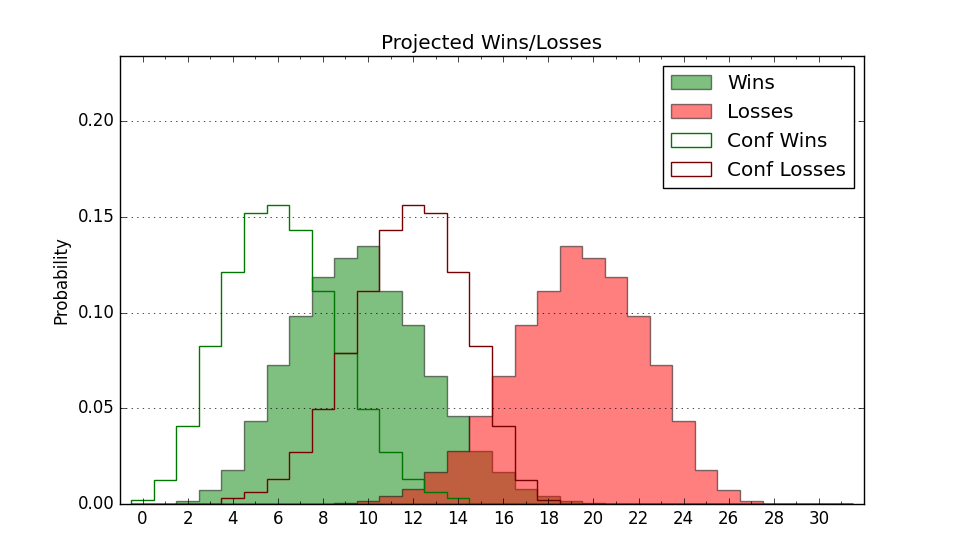 Projected Wins/Losses
Wins
Losses
Conf Wins
Conf Losses
Probability
0.20
0.15
0.10
0.05
0.00
0 2 4 6 8 10 12 14 16 18 20 22 24 26 28 30